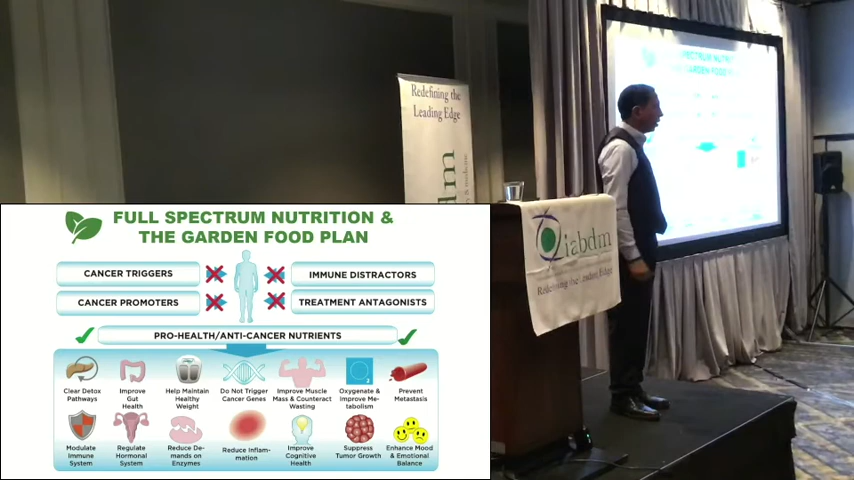 Redefining the
Leading Edge
FULL SPECTRUM NUTRITION &
THE GARDEN FOOD PLAN
CANCER TRIGGERS
IMMUNE DISTRACTORS
CANCER PROMOTERS
TREATMENT ANTAGONISTS
PRO-HEALTH/ANTI-CANCER NUTRIENTS
Clear Detox
Pathways
Improve
Gut
Health
Help Maintain
Healthy
Weight
Do Not Trigger
Cancer Genes
Improve Muscle
Mass & Counteract
Wasting
O2
Oxygenate &
Improve Me-
tabolism
Prevent
Metastasis
Modulate
Immune
System
Regulate
Hormonal
System
Reduce De-
mands on
Enzymes
Reduce Inflam-
mation
Improve
Cognitive
Health
Suppress
Tumor Growth
Enhance Mood
& Emotional
Balance
iabdm
Redefining the Leading Edge